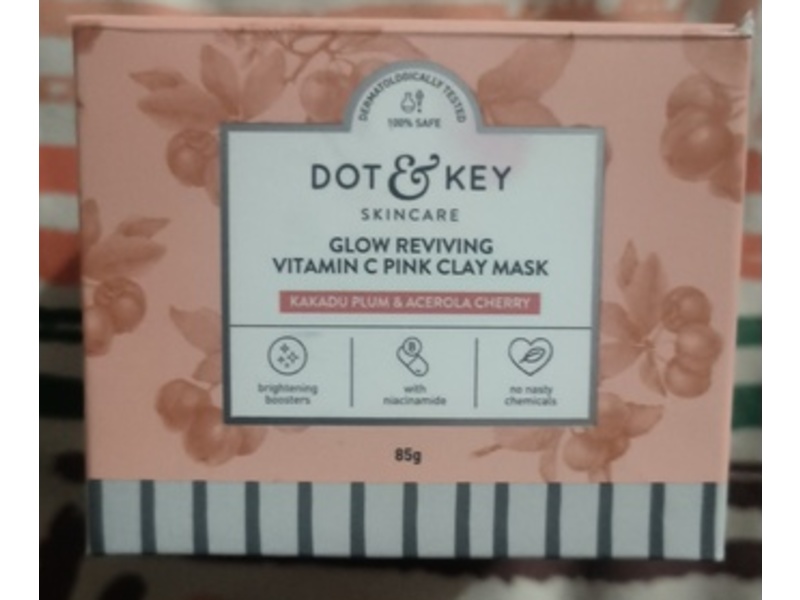 DERMATOLOGICALLY TESTED
100% SAFE
DOT & KEY
SKINCARE
GLOW REVIVING
VITAMIN C PINK CLAY MASK
KAKADU PLUM & ACEROLA CHERRY
brightening
boosters
B
with
niacinamide
no nasty
chemicals
85g